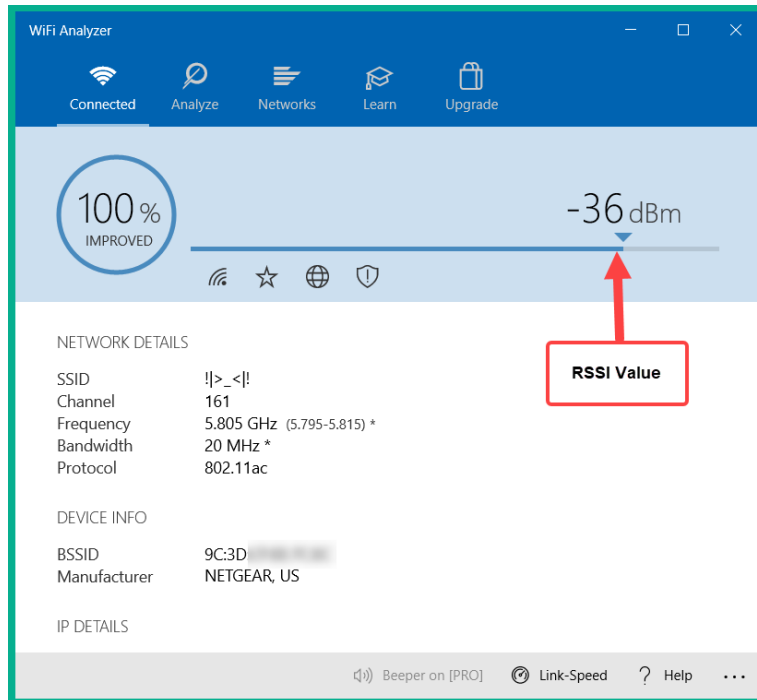 WiFi Analyzer
Connected Analyze Networks Learn Upgrade
100 %
IMPROVED
-36 dBm
RSSI Value
NETWORK DETAILS
SSID !|>_<|!
Channel 161
Frequency 5.805 GHz (5.795-5.815) *
Bandwidth 20 MHz *
Protocol 802.11ac
DEVICE INFO
BSSID 9C:3D
Manufacturer NETGEAR, US
IP DETAILS
Beeper on [PRO] Link-Speed ? Help ...